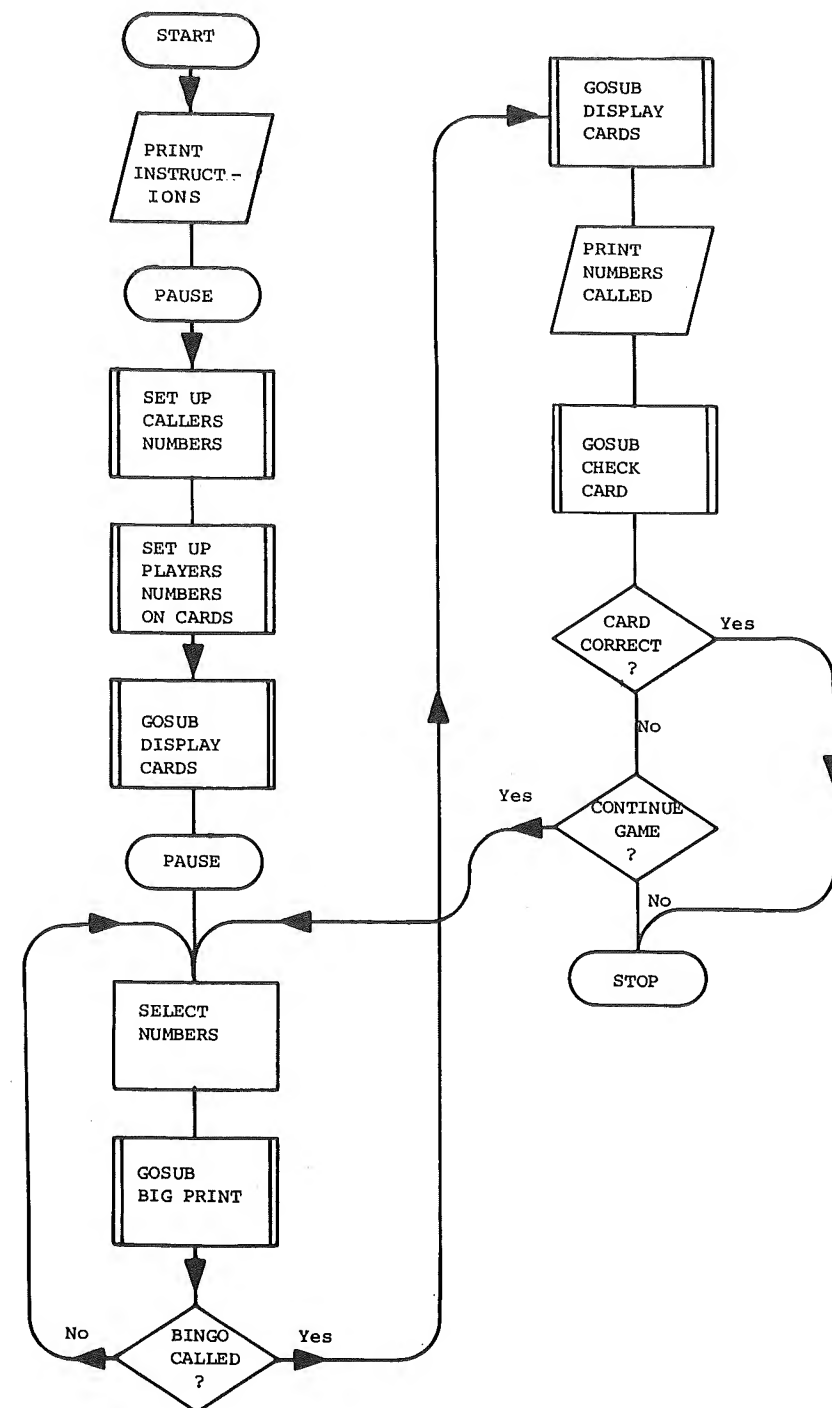 START
PRINT
INSTRUCT-
IONS
PAUSE
SET UP
CALLERS
NUMBERS
SET UP
PLAYERS
NUMBERS
ON CARDS
GOSUB
DISPLAY
CARDS
PAUSE
SELECT
NUMBERS
GOSUB
BIG PRINT
BINGO
CALLED
?
No
Yes
GOSUB
DISPLAY
CARDS
PRINT
NUMBERS
CALLED
GOSUB
CHECK
CARD
CARD
CORRECT
?
Yes
No
CONTINUE
GAME
?
Yes
No
STOP